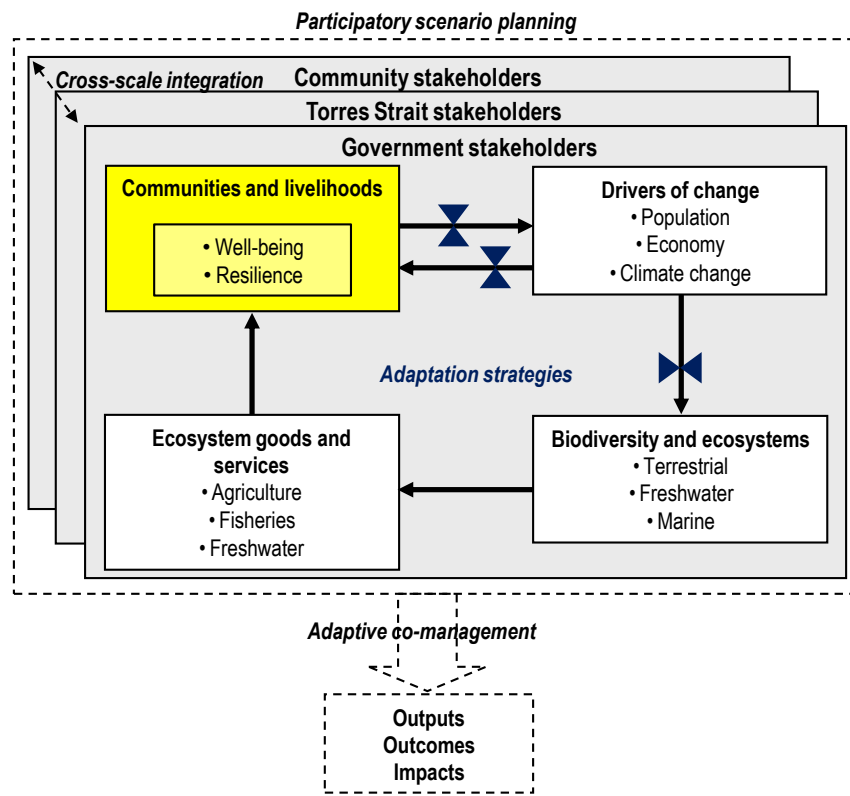 Participatory scenario planning
Cross-scale integration
Community stakeholders
Torres Strait stakeholders
Government stakeholders
Communities and livelihoods
• Well-being
• Resilience
Drivers of change
• Population
• Economy
• Climate change
Adaptation strategies
Ecosystem goods and
services
• Agriculture
• Fisheries
• Freshwater
Biodiversity and ecosystems
• Terrestrial
• Freshwater
• Marine
Adaptive co-management
Outputs
Outcomes
Impacts